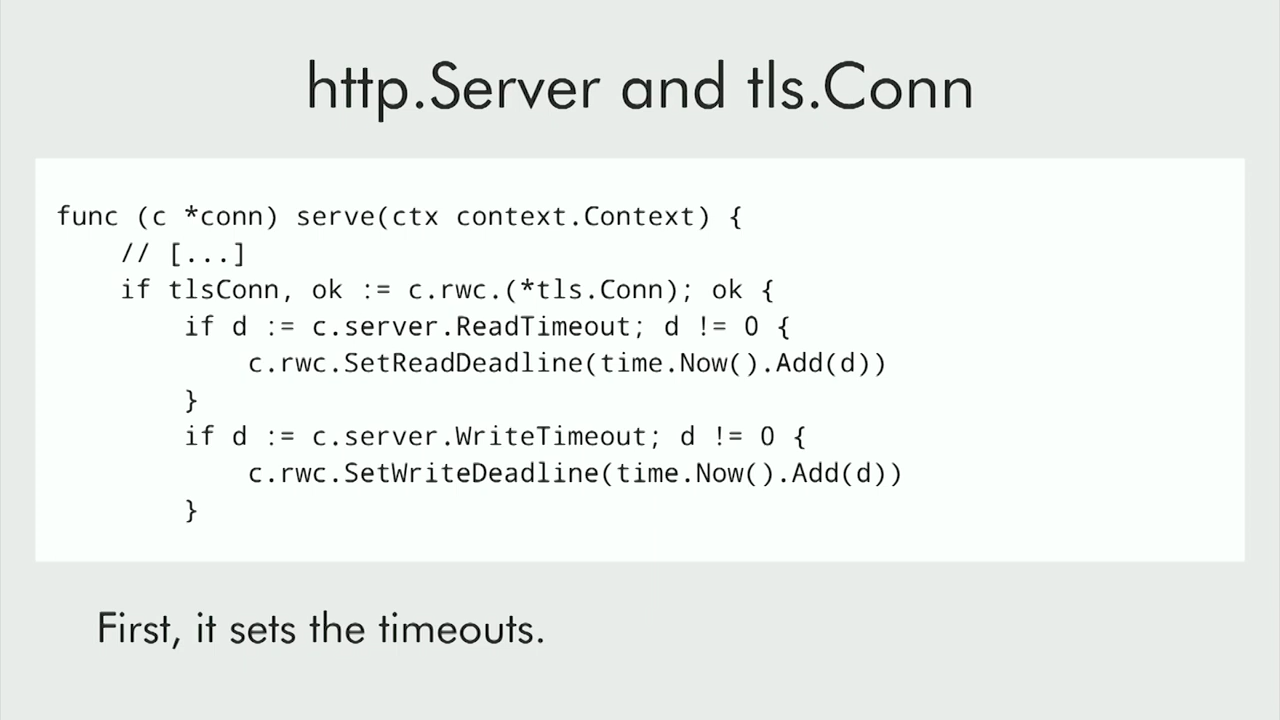 http.Server and tls.Conn
func (c *conn) serve(ctx context.Context) {
    // [...]
    if tlsConn, ok := c.rwc.(*tls.Conn); ok {
        if d := c.server.ReadTimeout; d != 0 {
            c.rwc.SetReadDeadline(time.Now().Add(d))
        }
        if d := c.server.WriteTimeout; d != 0 {
            c.rwc.SetWriteDeadline(time.Now().Add(d))
        }
First, it sets the timeouts.